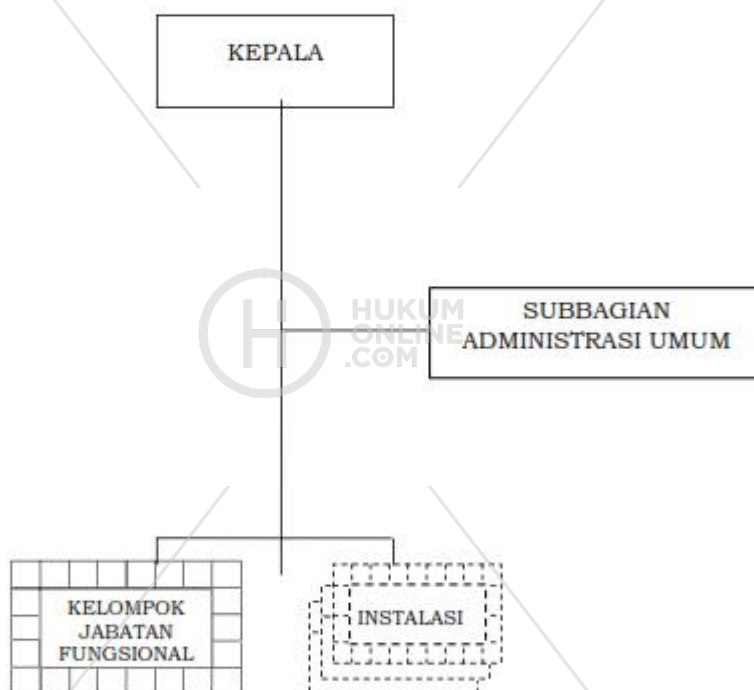 KEPALA
HUKUM
ONLINE
.COM
SUBBAGIAN
ADMINISTRASI UMUM
KELOMPOK
JABATAN
FUNGSIONAL
INSTALASI